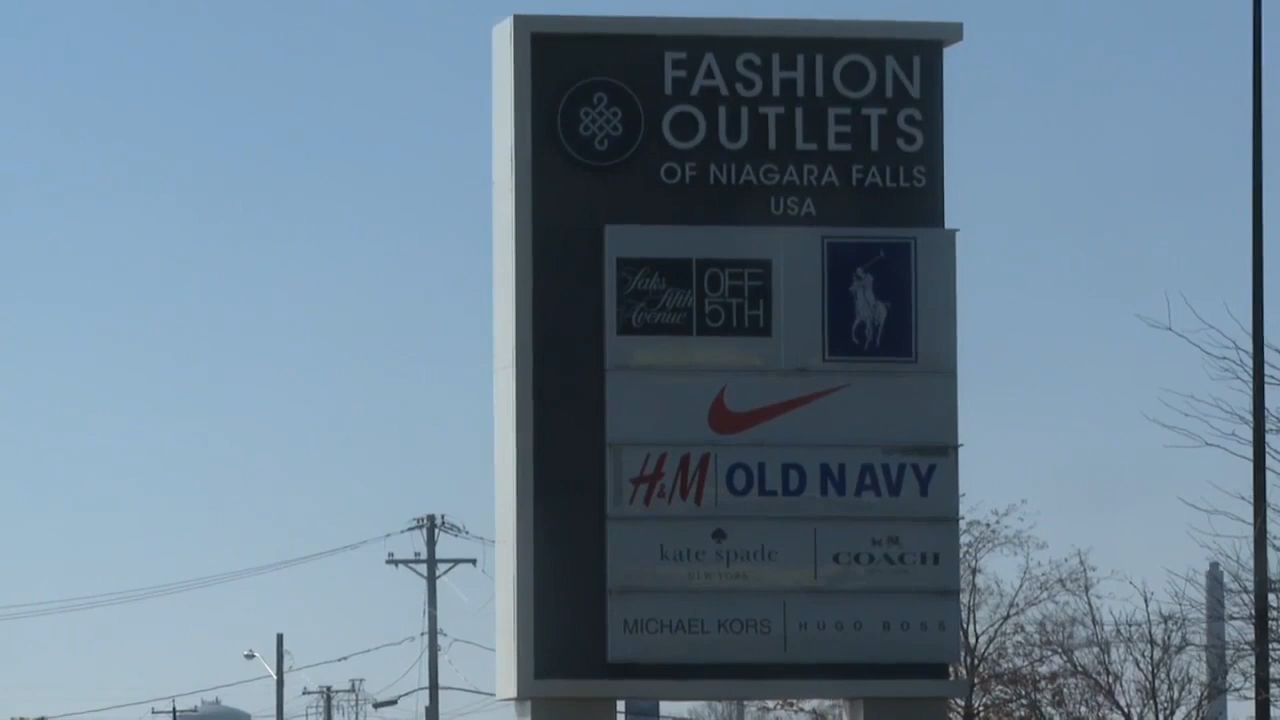 FASHION
OUTLETS
OF NIAGARA FALLS
USA
Saks
Fifth
Avenue
OFF
5TH
H&M
OLD NAVY
kate spade
NEW YORK
COACH
MICHAEL KORS
HUGO BOSS